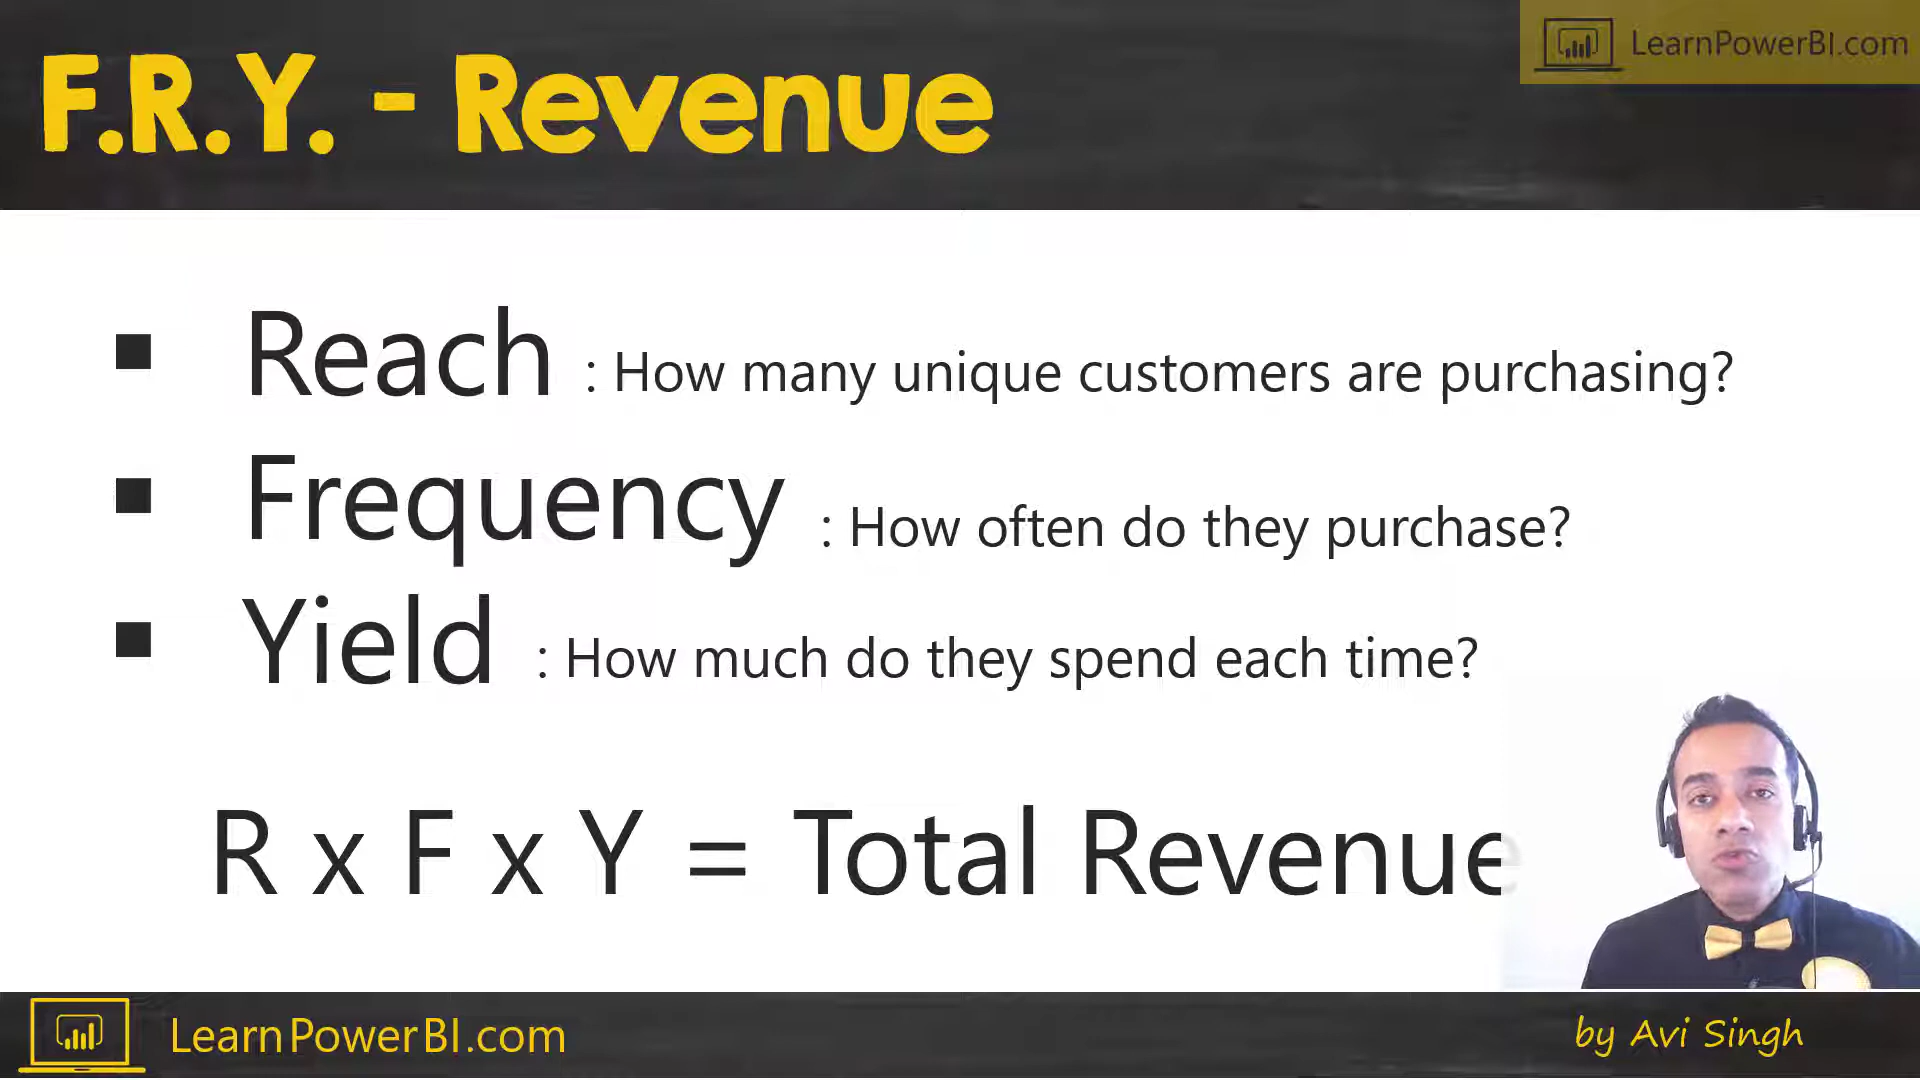 F.R.Y. - Revenue
LearnPowerBI.com
▪ Reach : How many unique customers are purchasing?
▪ Frequency : How often do they purchase?
▪ Yield : How much do they spend each time?
R x F x Y = Total Revenue
LearnPowerBI.com
by Avi Singh